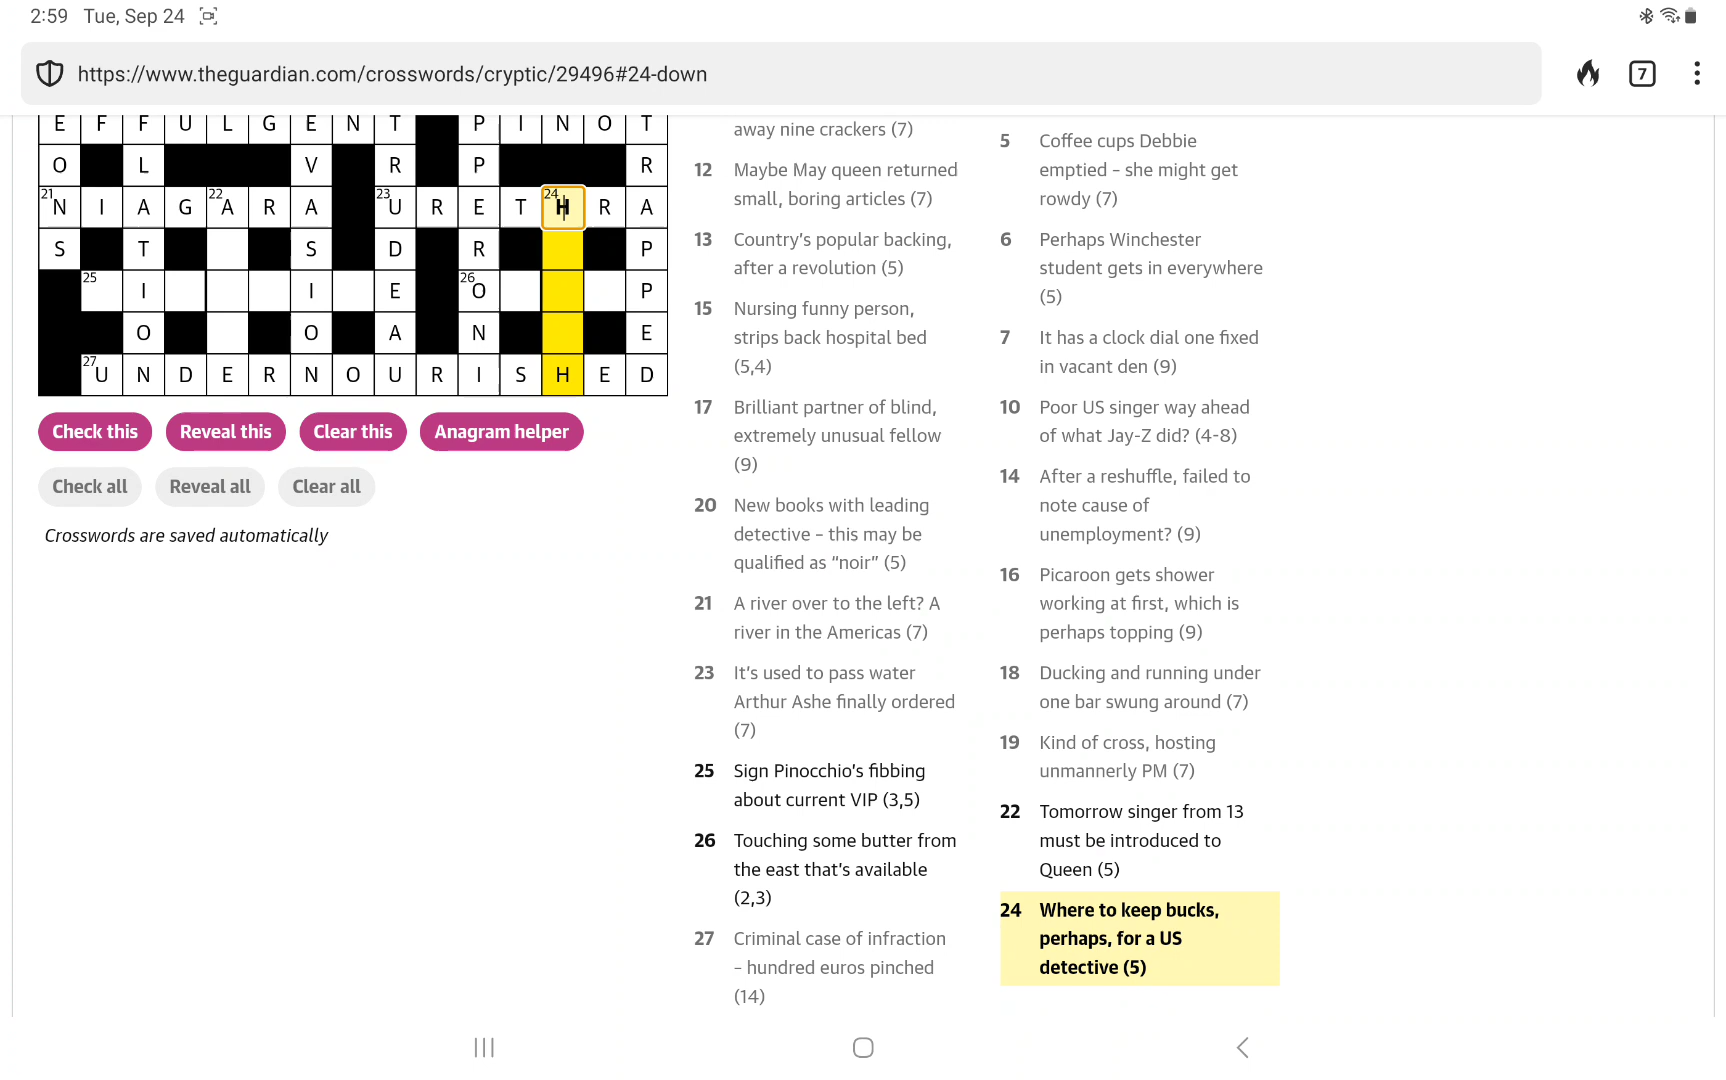 2:59 Tue, Sep 24
https://www.theguardian.com/crosswords/cryptic/29496#24-down
7
E F F U L G E N T P I N O T
O L V R P R
21 N I A G 22 A R A 23 U R E T 24 H R A
S T S D R P
25 I I E 26 O P
O O A N E
27 U N D E R N O U R I S H E D
Check this Reveal this Clear this Anagram helper
Check all Reveal all Clear all
Crosswords are saved automatically
away nine crackers (7)
12 Maybe May queen returned
small, boring articles (7)
13 Country's popular backing,
after a revolution (5)
15 Nursing funny person,
strips back hospital bed
(5,4)
17 Brilliant partner of blind,
extremely unusual fellow
(9)
20 New books with leading
detective – this may be
qualified as “noir” (5)
21 A river over to the left? A
river in the Americas (7)
23 It's used to pass water
Arthur Ashe finally ordered
(7)
25 Sign Pinocchio's fibbing
about current VIP (3,5)
26 Touching some butter from
the east that's available
(2,3)
27 Criminal case of infraction
– hundred euros pinched
(14)
5 Coffee cups Debbie
emptied – she might get
rowdy (7)
6 Perhaps Winchester
student gets in everywhere
(5)
7 It has a clock dial one fixed
in vacant den (9)
10 Poor US singer way ahead
of what Jay-Z did? (4-8)
14 After a reshuffle, failed to
note cause of
unemployment? (9)
16 Picaroon gets shower
working at first, which is
perhaps topping (9)
18 Ducking and running under
one bar swung around (7)
19 Kind of cross, hosting
unmannerly PM (7)
22 Tomorrow singer from 13
must be introduced to
Queen (5)
24 Where to keep bucks,
perhaps, for a US
detective (5)